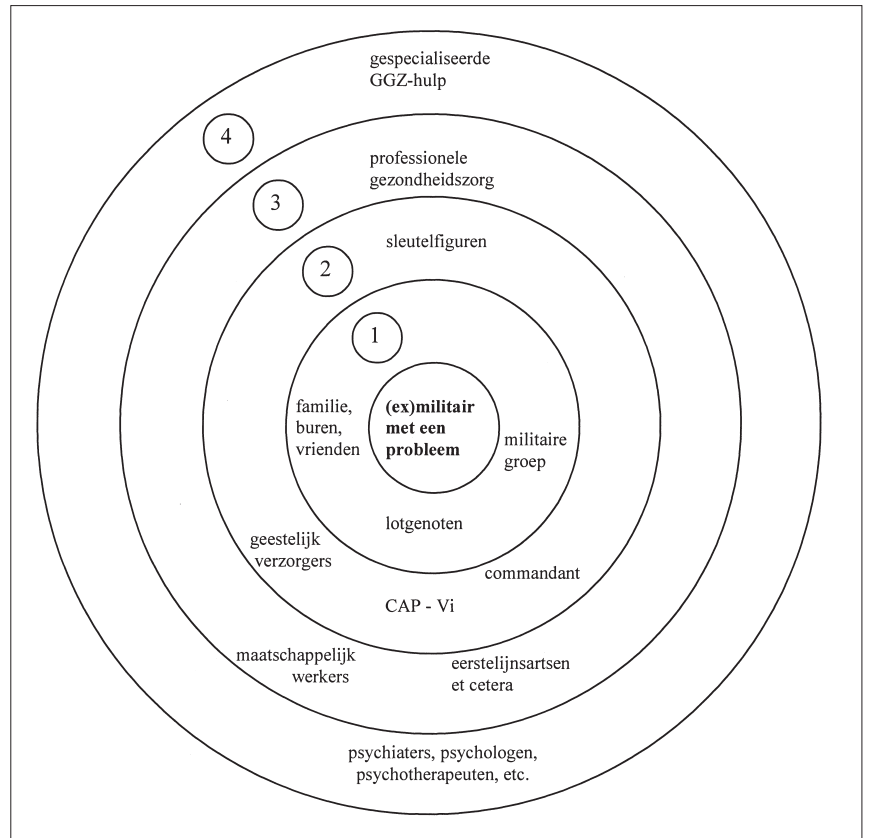 gespecialiseerde
GGZ-hulp
4
professionele
gezondheidszorg
3
sleutelfiguren
2
1
familie,
buren,
vrienden
(ex)militair
met een
probleem
militaire
groep
lotgenoten
geestelijk
verzorgers
commandant
CAP - Vi
maatschappelijk
werkers
eerstelijnsartsen
et cetera
psychiaters, psychologen,
psychotherapeuten, etc.